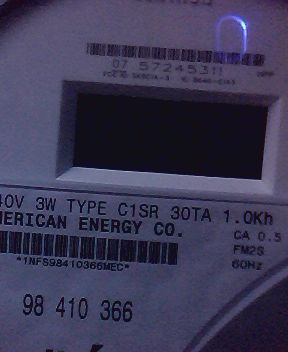 07 57245311
40V 3W TYPE C1SR 30TA 1.0Kh
MERICAN ENERGY CO.
CA 0.5
FM2S
60Hz
*1NFS98410366MEC*
98 410 366